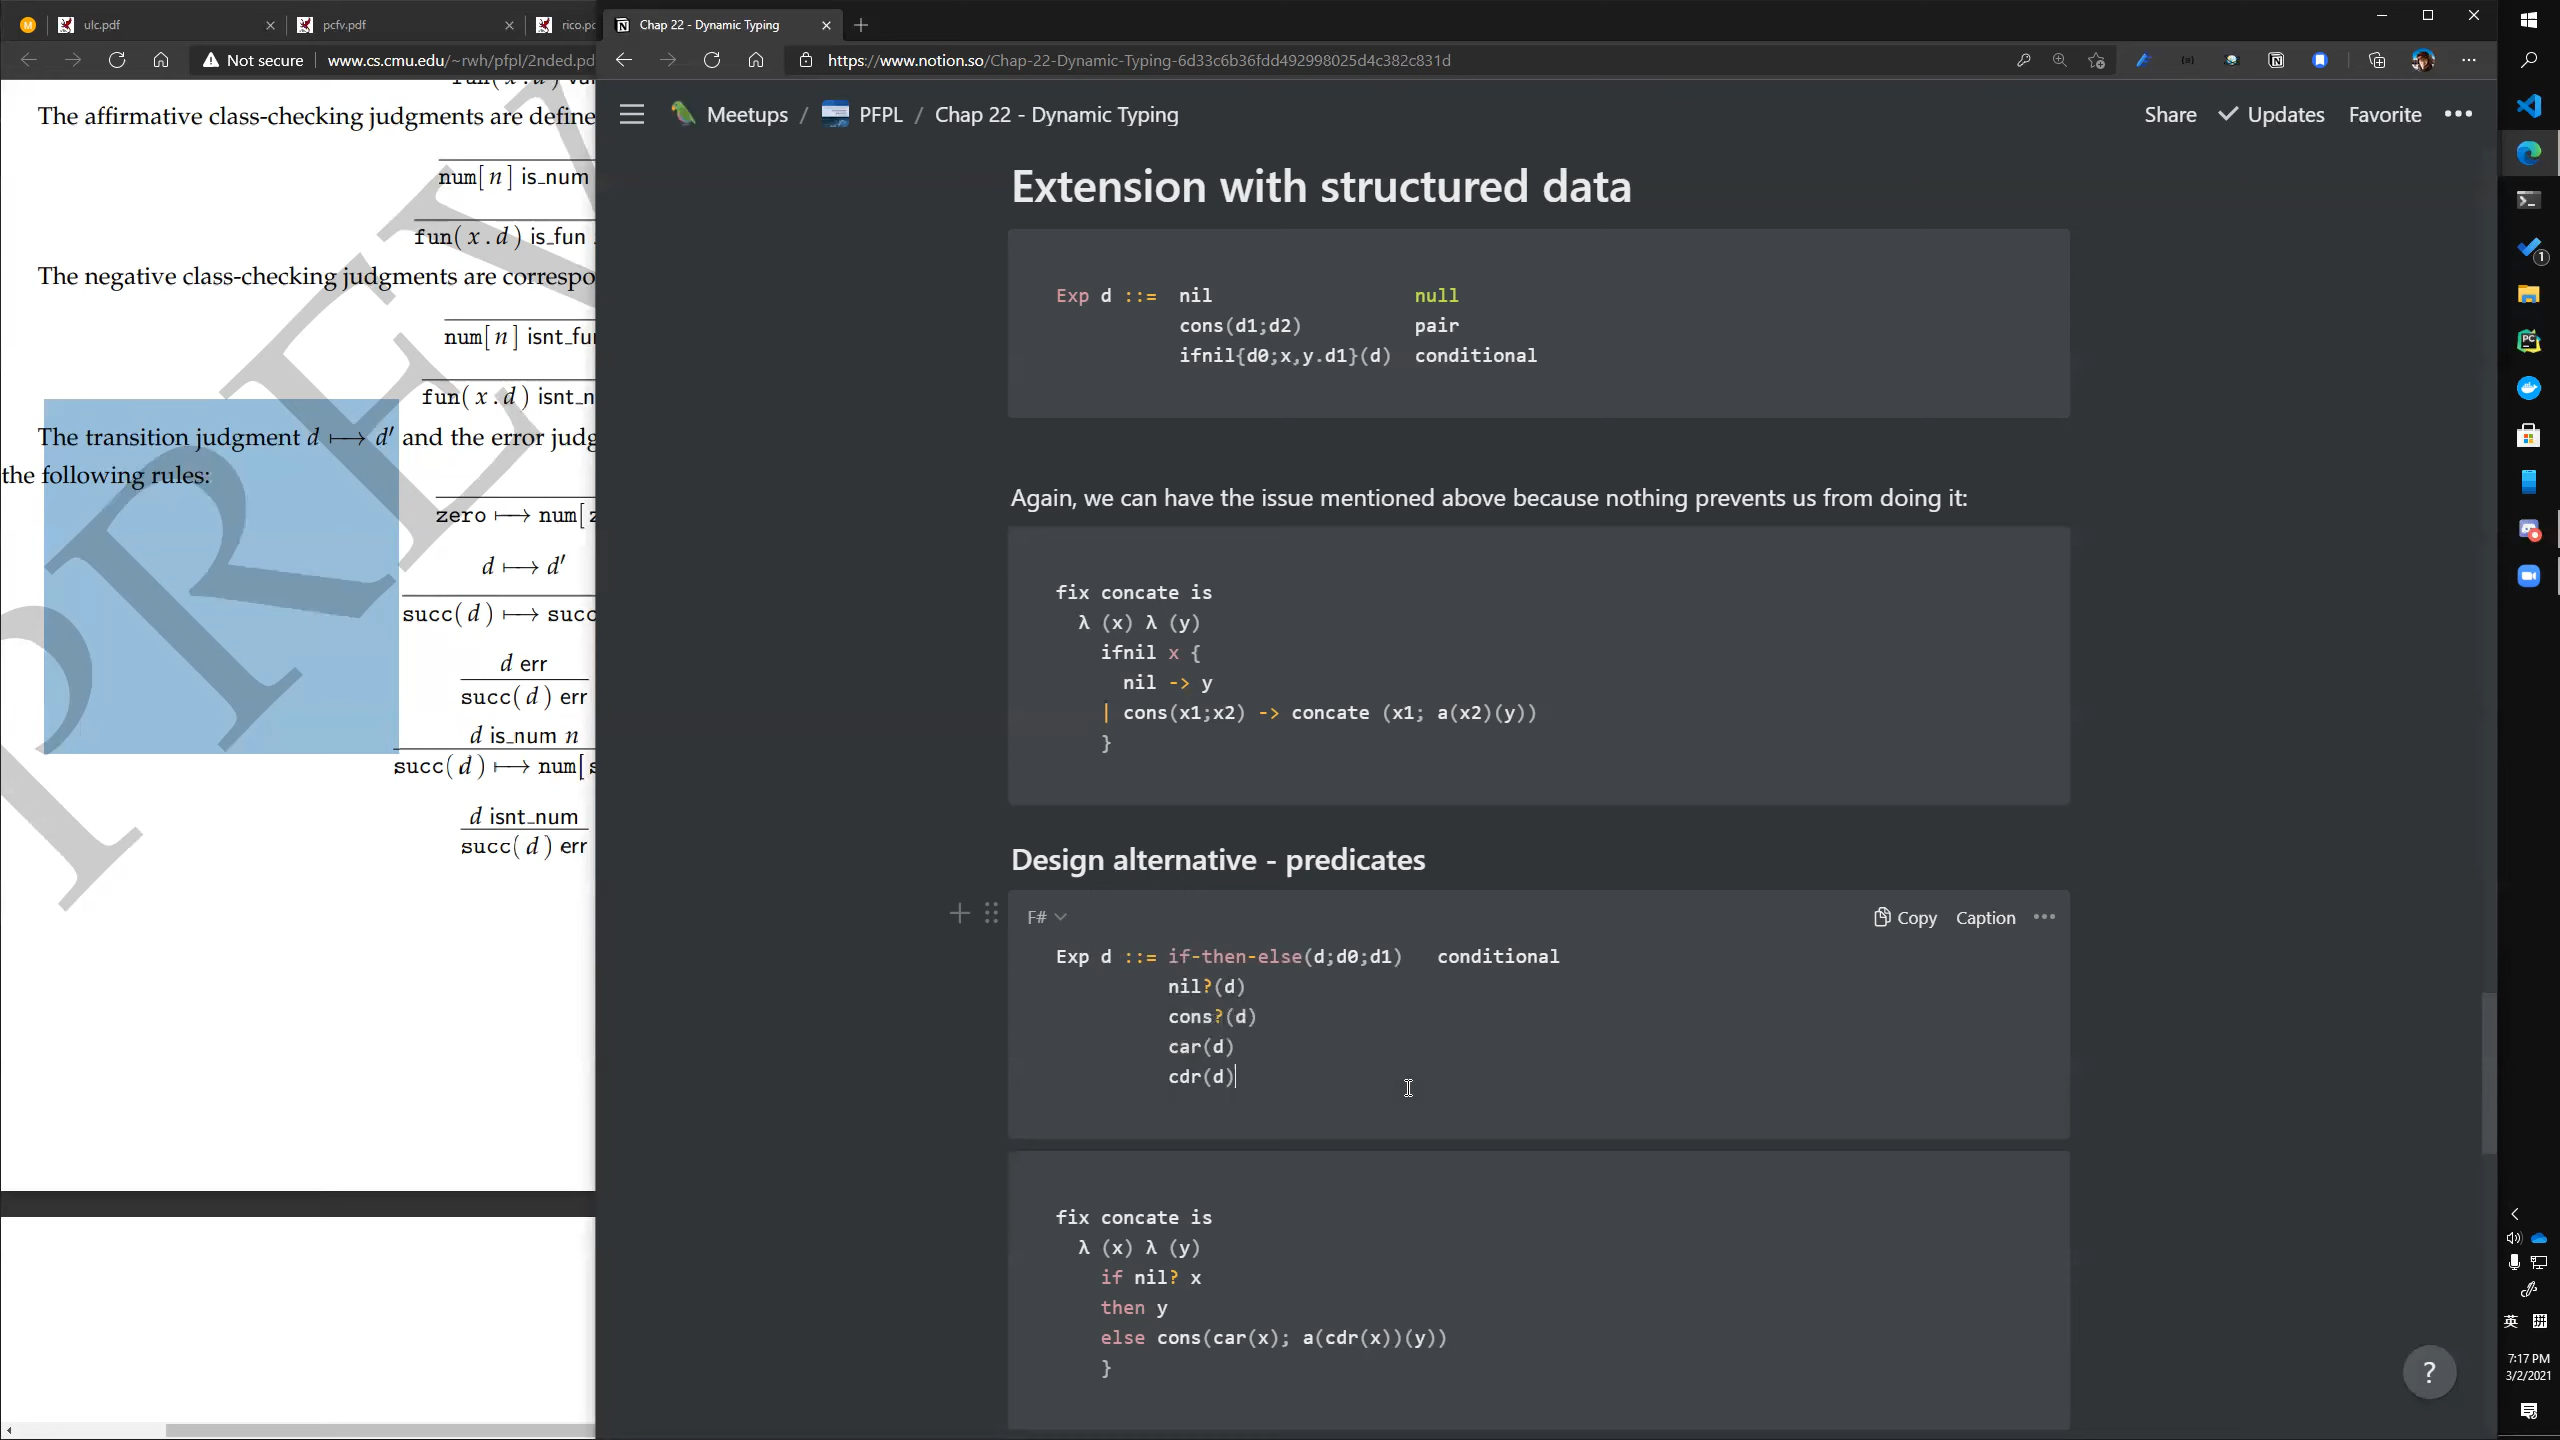 ulc.pdf
pcfv.pdf
Not secure
www.cs.cmu.edu/~rwh/pfpl/2nded.pd
The affirmative class-checking judgments are define
num[ n ] is_num
fun( x . d ) is_fun
The negative class-checking judgments are correspo
num[ n ] isnt_fu
fun( x . d ) isnt_n
The transition judgment d ⟼ d′ and the error judg
the following rules:
zero ⟼ num[ z
d ⟼ d′
succ( d ) ⟼ succ
d err
succ( d ) err
d is_num n
succ( d ) ⟼ num[ s
d isnt_num
succ( d ) err
Chap 22 - Dynamic Typing
https://www.notion.so/Chap-22-Dynamic-Typing-6d33c6b36fdd492998025d4c382c831d
Meetups / PFPL / Chap 22 - Dynamic Typing
Share Updates Favorite
Extension with structured data
Exp d ::= nil null
cons(d1;d2) pair
ifnil{d0;x,y.d1}(d) conditional
Again, we can have the issue mentioned above because nothing prevents us from doing it:
fix concate is
λ (x) λ (y)
ifnil x {
nil -> y
| cons(x1;x2) -> concate (x1; a(x2)(y))
}
Design alternative - predicates
F# Copy Caption
Exp d ::= if-then-else(d;d0;d1) conditional
nil?(d)
cons?(d)
car(d)
cdr(d)
fix concate is
λ (x) λ (y)
if nil? x
then y
else cons(car(x); a(cdr(x))(y))
}
?
英 拼
7:17 PM
3/2/2021